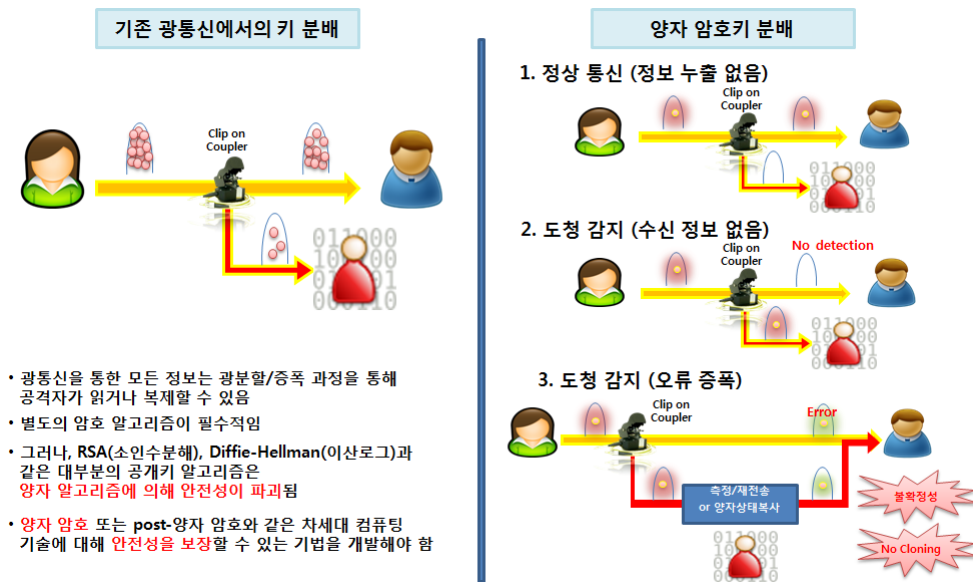 기존 광통신에서의 키 분배
Clip on
Coupler
011000
100100
010101
000110
• 광통신을 통한 모든 정보는 광분할/증폭 과정을 통해
공격자가 읽거나 복제할 수 있음
• 별도의 암호 알고리즘이 필수적임
• 그러나, RSA(소인수분해), Diffie-Hellman(이산로그)과
같은 대부분의 공개키 알고리즘은
양자 알고리즘에 의해 안전성이 파괴됨
• 양자 암호 또는 post-양자 암호와 같은 차세대 컴퓨팅
기술에 대해 안전성을 보장할 수 있는 기법을 개발해야 함
양자 암호키 분배
1. 정상 통신 (정보 누출 없음)
Clip on
Coupler
011000
000110
2. 도청 감지 (수신 정보 없음)
Clip on
Coupler
No detection
011000
000110
3. 도청 감지 (오류 증폭)
Clip on
Coupler
Error
측정/재전송
or 양자상태복사
불확정성
No Cloning
011000
000110